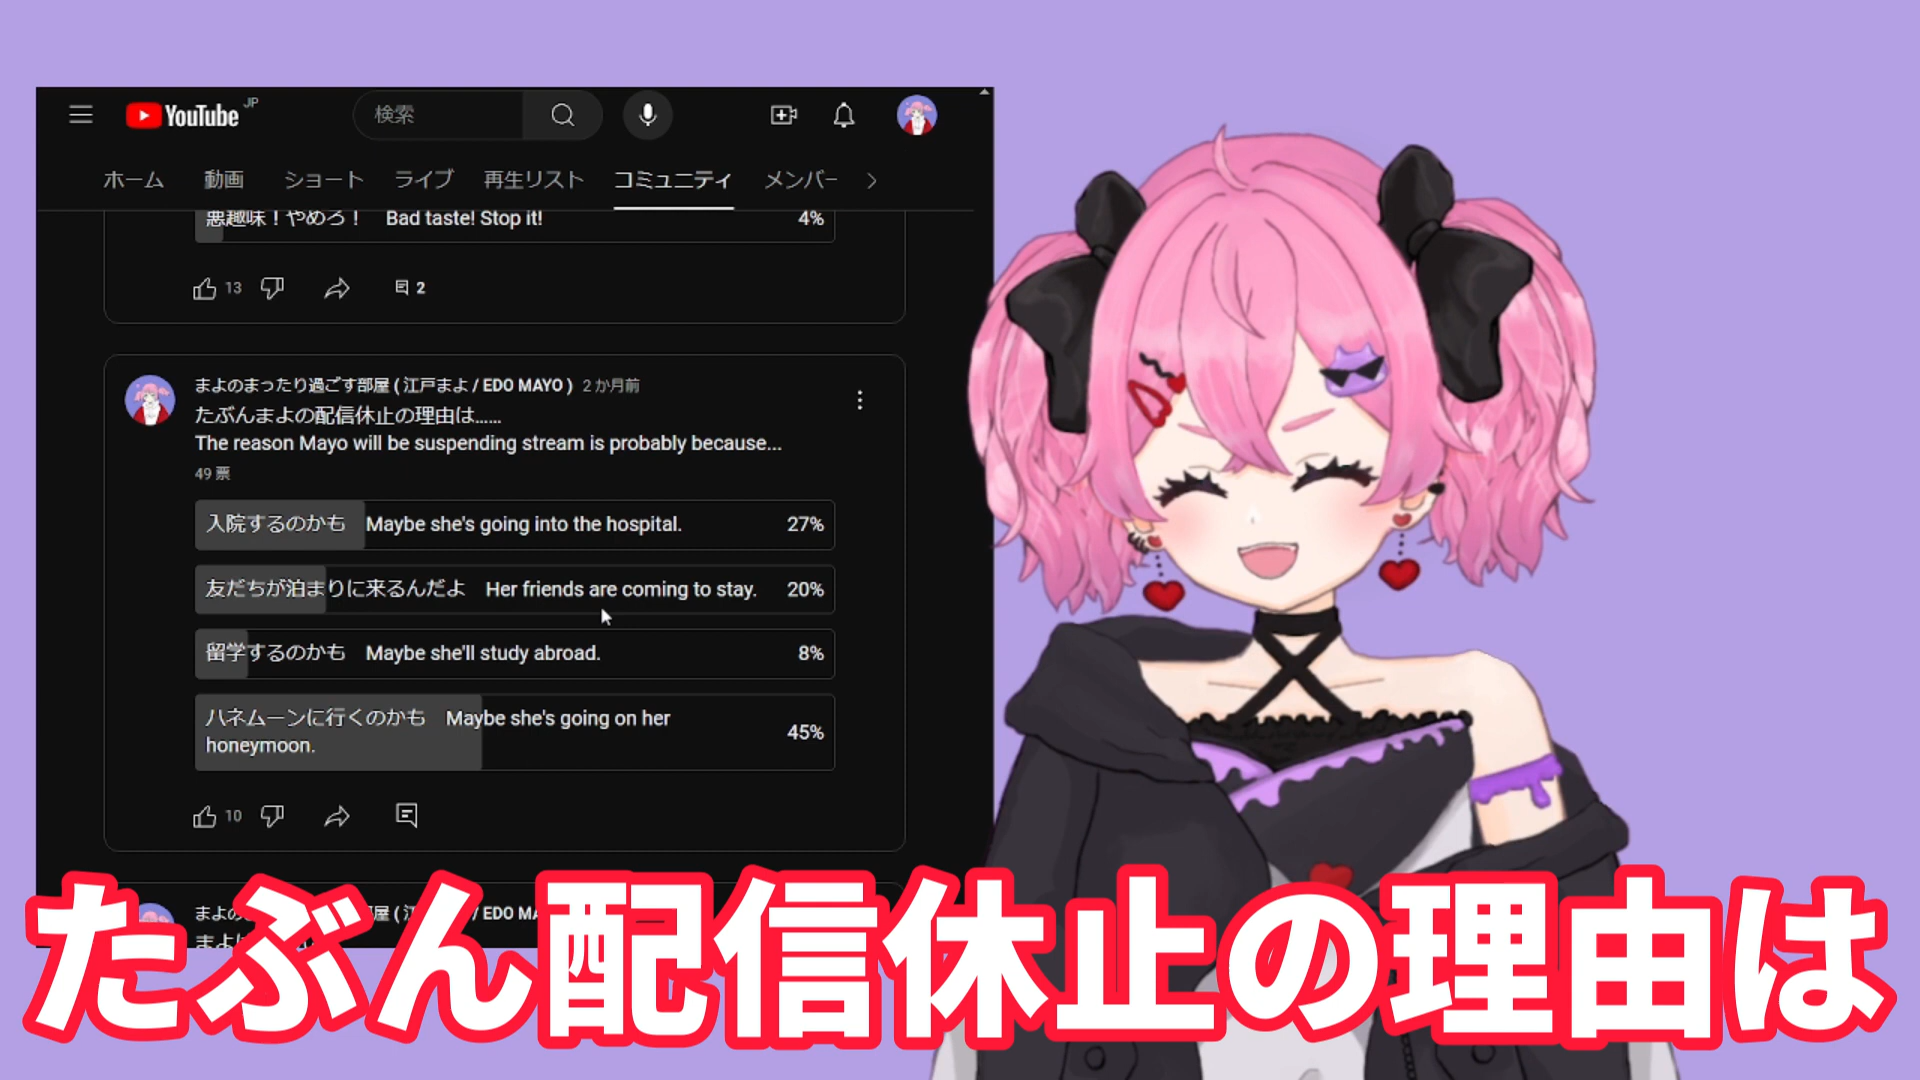 YouTube JP
検索
ホーム 動画 ショート ライブ 再生リスト コミュニティ メンバー
悪趣味！やめろ！ Bad taste! Stop it! 4%
13 2
まよのまったり過ごす部屋 ( 江戸まよ / EDO MAYO ) 2 か月前
たぶんまよの配信休止の理由は......
The reason Mayo will be suspending stream is probably because...
49 票
入院するのかも Maybe she's going into the hospital. 27%
友だちが泊まりに来るんだよ Her friends are coming to stay. 20%
留学するのかも Maybe she'll study abroad. 8%
ハネムーンに行くのかも Maybe she's going on her
honeymoon. 45%
10
たぶん配信休止の理由は